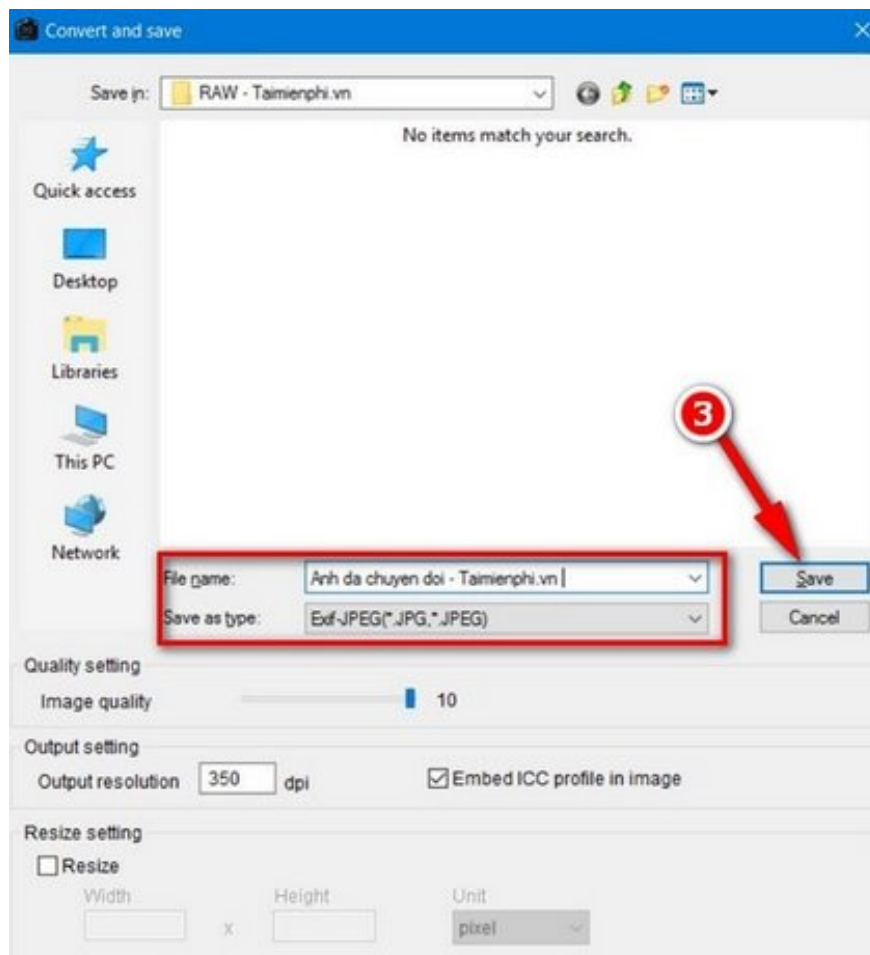 Convert and save
Save in: RAW - Taimienphi.vn
No items match your search.
Quick access
Desktop
Libraries
This PC
Network
3
File name: Anh da chuyen doi - Taimienphi.vn Save
Save as type: Exif-JPEG(*.JPG,*.JPEG) Cancel
Quality setting
Image quality 10
Output setting
Output resolution 350 dpi Embed ICC profile in image
Resize setting
Resize
Width Height Unit
x pixel